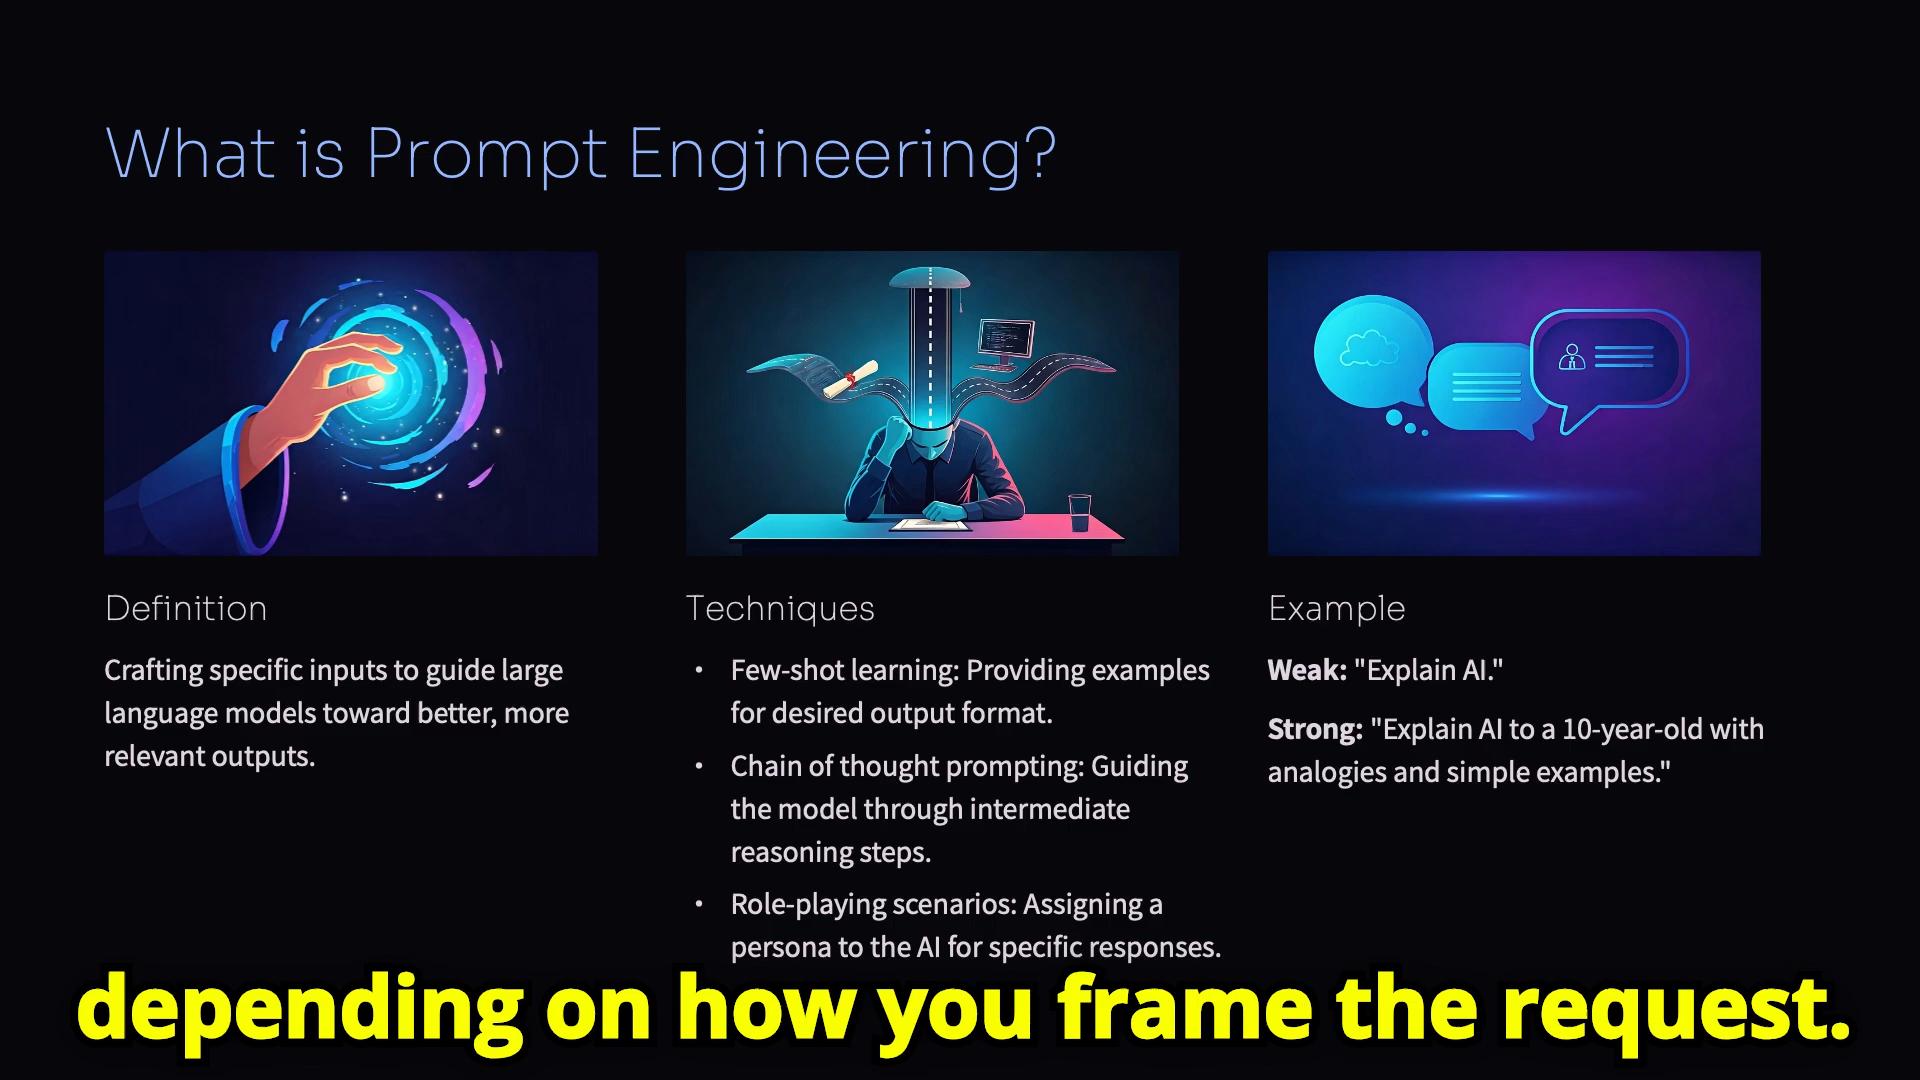 What is Prompt Engineering?
Definition
Crafting specific inputs to guide large
language models toward better, more
relevant outputs.
Techniques
• Few-shot learning: Providing examples
for desired output format.
• Chain of thought prompting: Guiding
the model through intermediate
reasoning steps.
• Role-playing scenarios: Assigning a
persona to the AI for specific responses.
Example
Weak: "Explain AI."
Strong: "Explain AI to a 10-year-old with
analogies and simple examples."
depending on how you frame the request.